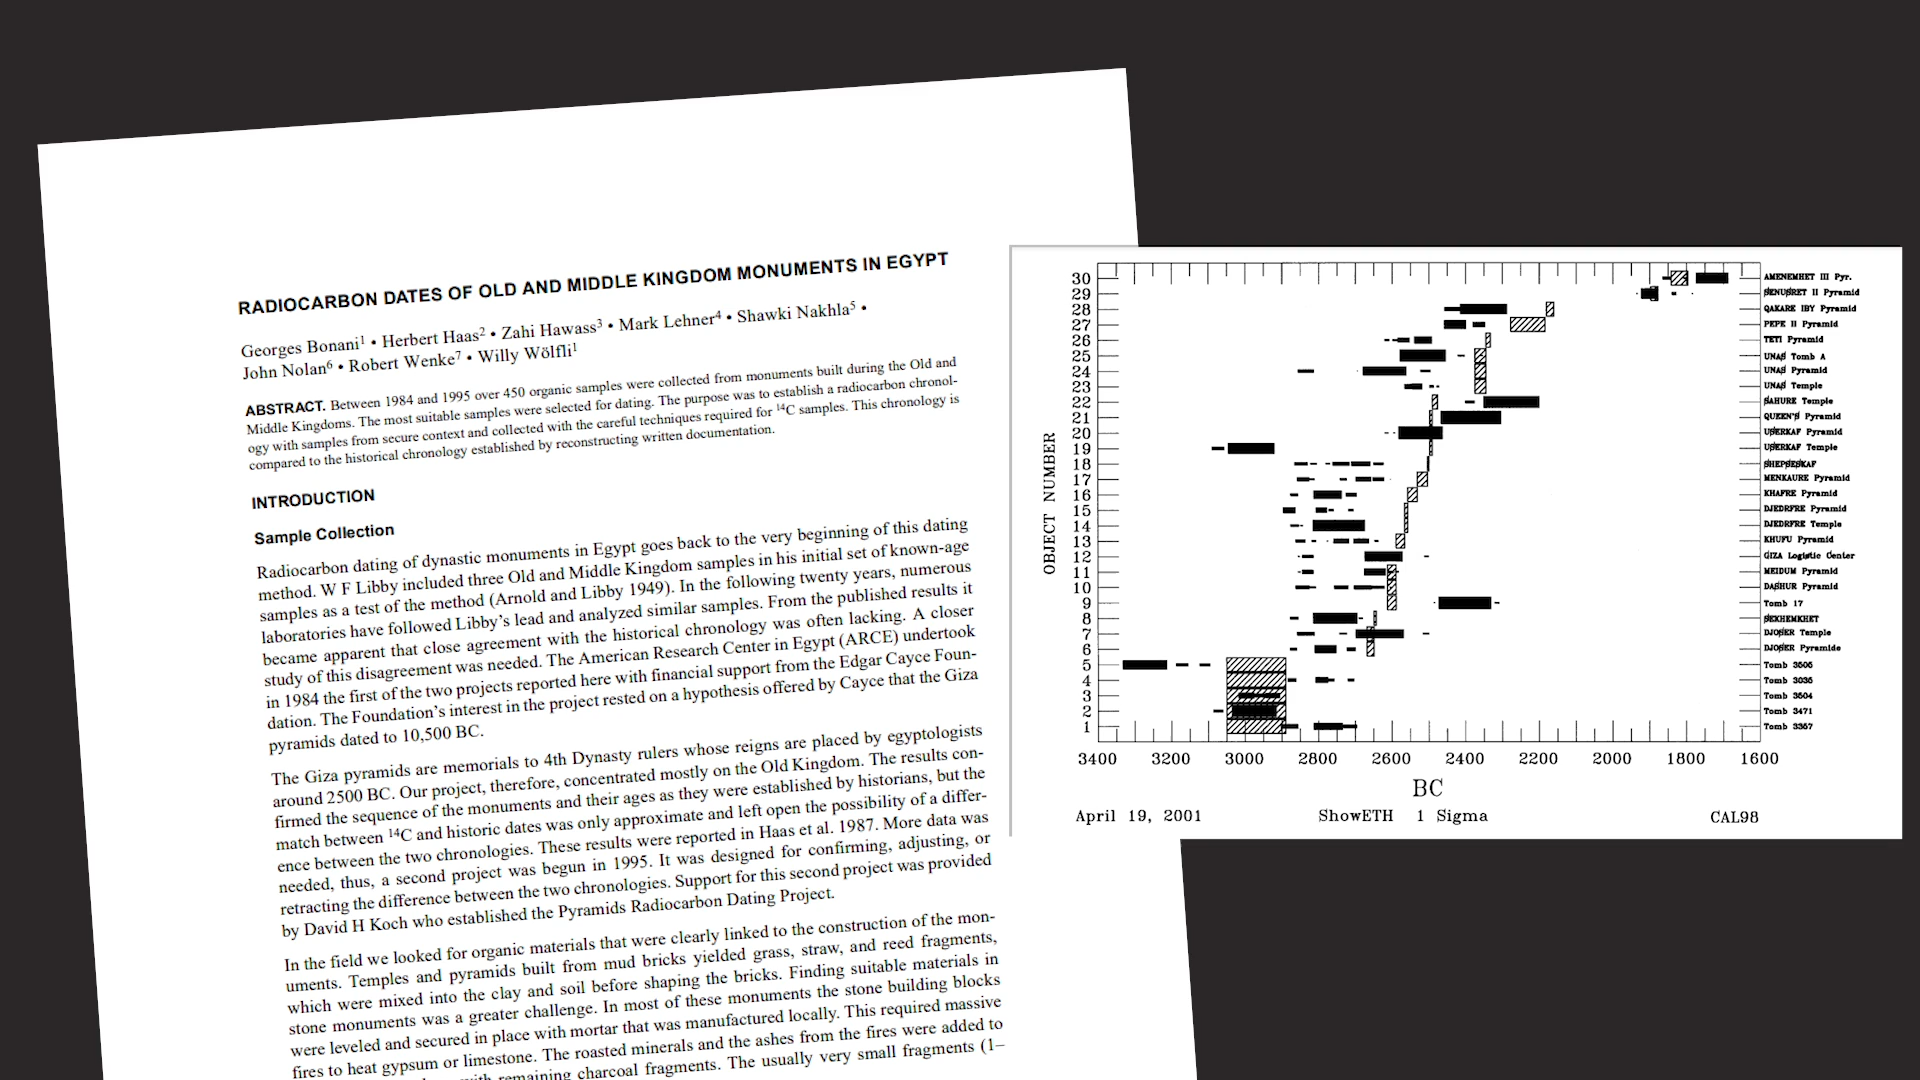 RADIOCARBON DATES OF OLD AND MIDDLE KINGDOM MONUMENTS IN EGYPT
Georges Bonani1 • Herbert Haas2 • Zahi Hawass3 • Mark Lehner4 • Shawki Nakhla5 •
John Nolan6 • Robert Wenke7 • Willy Wölfli1
ABSTRACT. Between 1984 and 1995 over 450 organic samples were collected from monuments built during the Old and
Middle Kingdoms. The most suitable samples were selected for dating. The purpose was to establish a radiocarbon chronol-
ogy with samples from secure context and collected with the careful techniques required for 14C samples. This chronology is
compared to the historical chronology established by reconstructing written documentation.
INTRODUCTION
Sample Collection
Radiocarbon dating of dynastic monuments in Egypt goes back to the very beginning of this dating
method. W F Libby included three Old and Middle Kingdom samples in his initial set of known-age
samples as a test of the method (Arnold and Libby 1949). In the following twenty years, numerous
laboratories have followed Libby's lead and analyzed similar samples. From the published results it
became apparent that close agreement with the historical chronology was often lacking. A closer
study of this disagreement was needed. The American Research Center in Egypt (ARCE) undertook
in 1984 the first of the two projects reported here with financial support from the Edgar Cayce Foun-
dation. The Foundation's interest in the project rested on a hypothesis offered by Cayce that the Giza
pyramids dated to 10,500 BC.
The Giza pyramids are memorials to 4th Dynasty rulers whose reigns are placed by egyptologists
around 2500 BC. Our project, therefore, concentrated mostly on the Old Kingdom. The results con-
firmed the sequence of the monuments and their ages as they were established by historians, but the
match between 14C and historic dates was only approximate and left open the possibility of a differ-
ence between the two chronologies. These results were reported in Haas et al. 1987. More data was
needed, thus, a second project was begun in 1995. It was designed for confirming, adjusting, or
retracting the difference between the two chronologies. Support for this second project was provided
by David H Koch who established the Pyramids Radiocarbon Dating Project.
In the field we looked for organic materials that were clearly linked to the construction of the mon-
uments. Temples and pyramids built from mud bricks yielded grass, straw, and reed fragments,
which were mixed into the clay and soil before shaping the bricks. Finding suitable materials in
stone monuments was a greater challenge. In most of these monuments the stone building blocks
were leveled and secured in place with mortar that was manufactured locally. This required massive
fires to heat gypsum or limestone. The roasted minerals and the ashes from the fires were added to
with remaining charcoal fragments. The usually very small fragments (1–
OBJECT NUMBER
30 AMENEMHET III Pyr.
29 SENUSRET II Pyramid
28 QAKARE IBY Pyramid
27 PEPE II Pyramid
26 TETI Pyramid
25 UNAS Tomb A
24 UNAS Pyramid
23 UNAS Temple
22 SAHURE Temple
21 QUEEN'S Pyramid
20 USERKAF Pyramid
19 USERKAF Temple
18 SHEPSESKAF
17 MENKAURE Pyramid
16 KHAFRE Pyramid
15 DJEDRFRE Pyramid
14 DJEDRFRE Temple
13 KHUFU Pyramid
12 GIZA Logistic Center
11 MEIDUM Pyramid
10 DASHUR Pyramid
9 Tomb 17
8 SEKHEMKHET
7 DJOSER Temple
6 DJOSER Pyramide
5 Tomb 3505
4 Tomb 3035
3 Tomb 3504
2 Tomb 3471
1 Tomb 3357
3400 3200 3000 2800 2600 2400 2200 2000 1800 1600
BC
April 19, 2001 ShowETH 1 Sigma CAL98